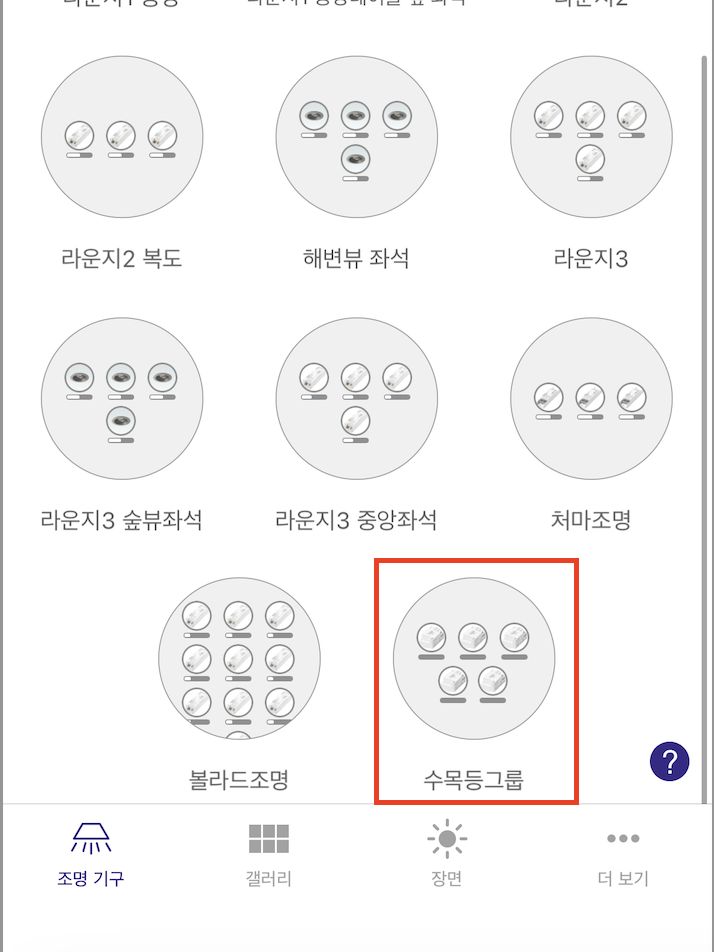 라운지2 복도 해변뷰 좌석 라운지3
라운지3 숲뷰좌석 라운지3 중앙좌석 처마조명
볼라드조명 수목등그룹
?
조명 기구 갤러리 장면 더 보기